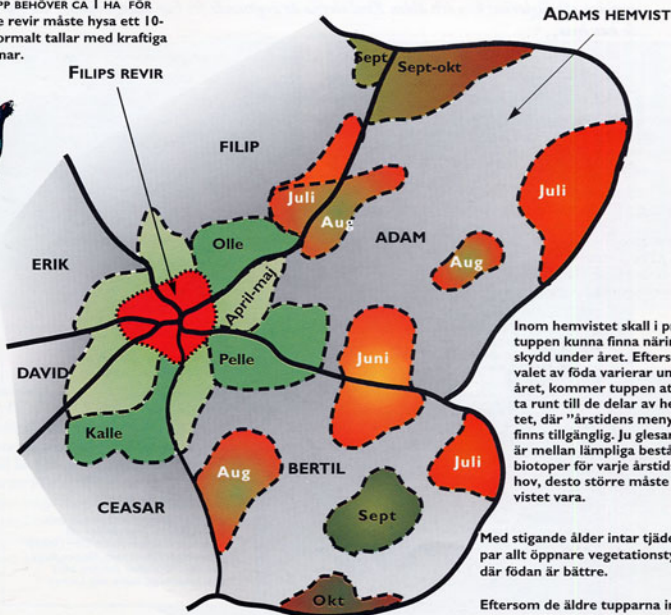 PP BEHÖVER CA 1 HA FÖR
e revir måste hysa ett 10-
ormalt tallar med kraftiga
nar.
FILIPS REVIR
ADAMS HEMVIST
Sept
Sept-okt
FILIP
Juli
Juli
Aug
ADAM
Olle
Aug
ERIK
April-maj
Inom hemvistet skall i p
tuppen kunna finna närin
skydd under året. Efters
valet av föda varierar un
året, kommer tuppen at
ta runt till de delar av he
tet, där "årstidens meny
finns tillgänglig. Ju glesar
är mellan lämpliga bestå
biotoper för varje årstid
hov, desto större måste
vistet vara.
Juni
Pelle
DAVID
Kalle
Aug
BERTIL
Juli
CEASAR
Sept
Med stigande ålder intar tjäde
par allt öppnare vegetationsty
där födan är bättre.
Okt
Eftersom de äldre tupparna in